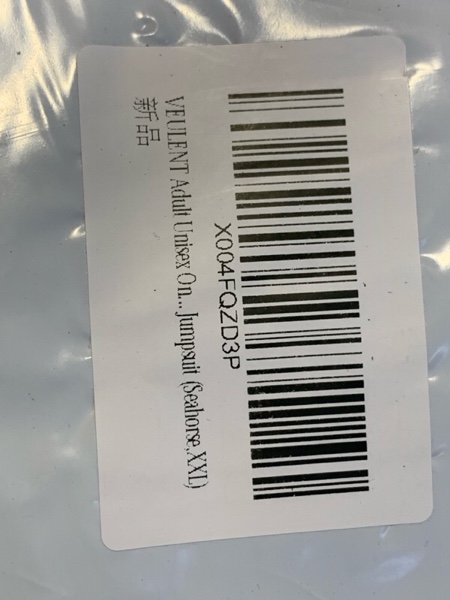 X004FQZD3P
VEULENT Adult Unisex On... Jumpsuit (Seahorse,XXL)
新品